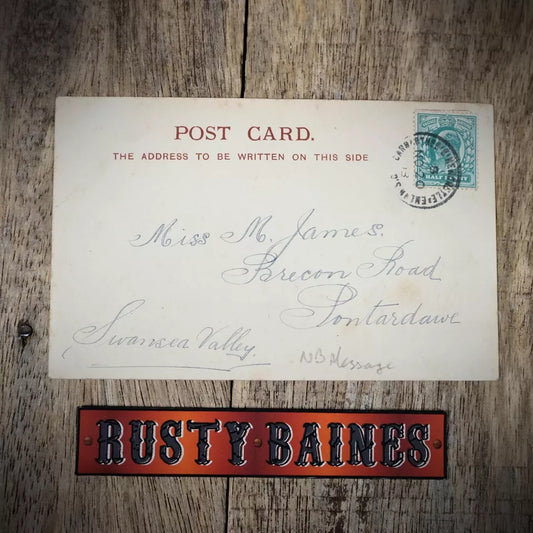 POST CARD.
THE ADDRESS TO BE WRITTEN ON THIS SIDE
HALF PENNY
Miss M. James.
Brecon Road
Pontardawe
Swansea Valley.
NB Message
RUSTY BAINES